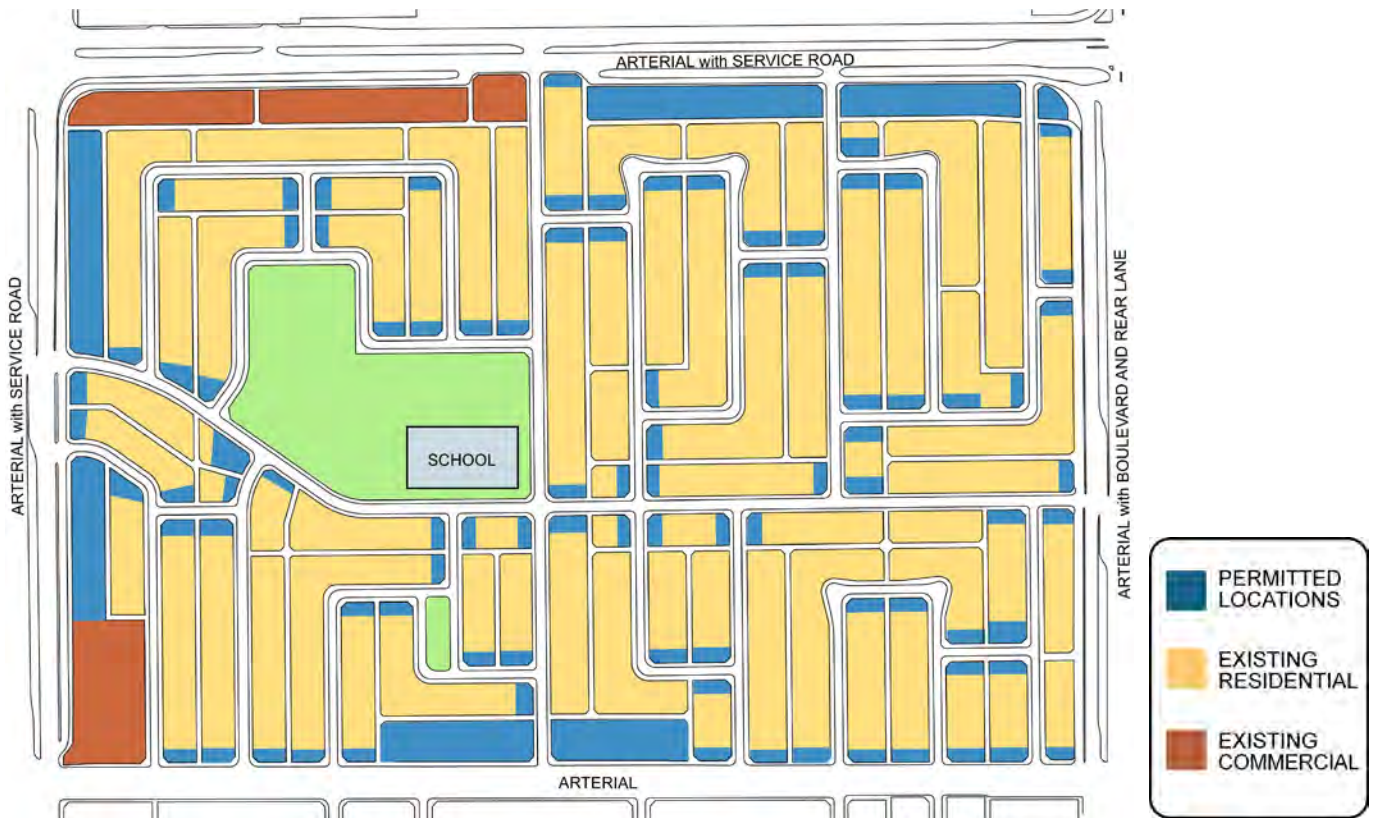 ARTERIAL with SERVICE ROAD
ARTERIAL with SERVICE ROAD
SCHOOL
ARTERIAL with BOULEVARD AND REAR LANE
ARTERIAL
PERMITTED
LOCATIONS
EXISTING
RESIDENTIAL
EXISTING
COMMERCIAL